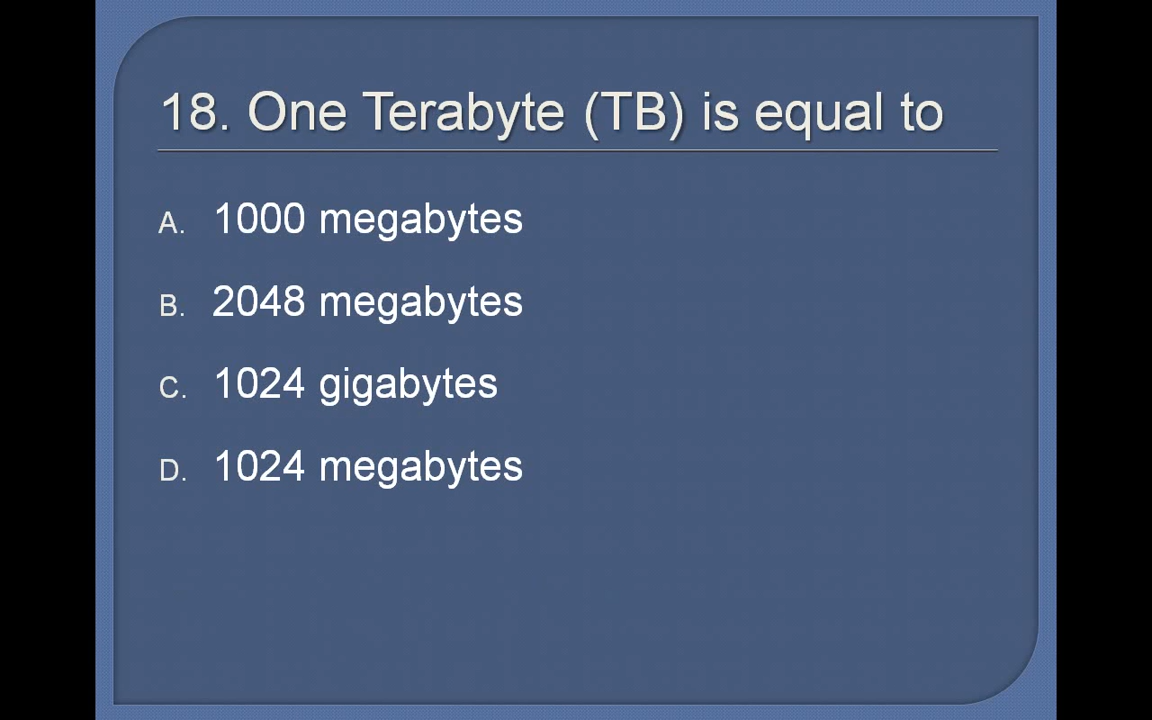 18. One Terabyte (TB) is equal to
A. 1000 megabytes
B. 2048 megabytes
C. 1024 gigabytes
D. 1024 megabytes